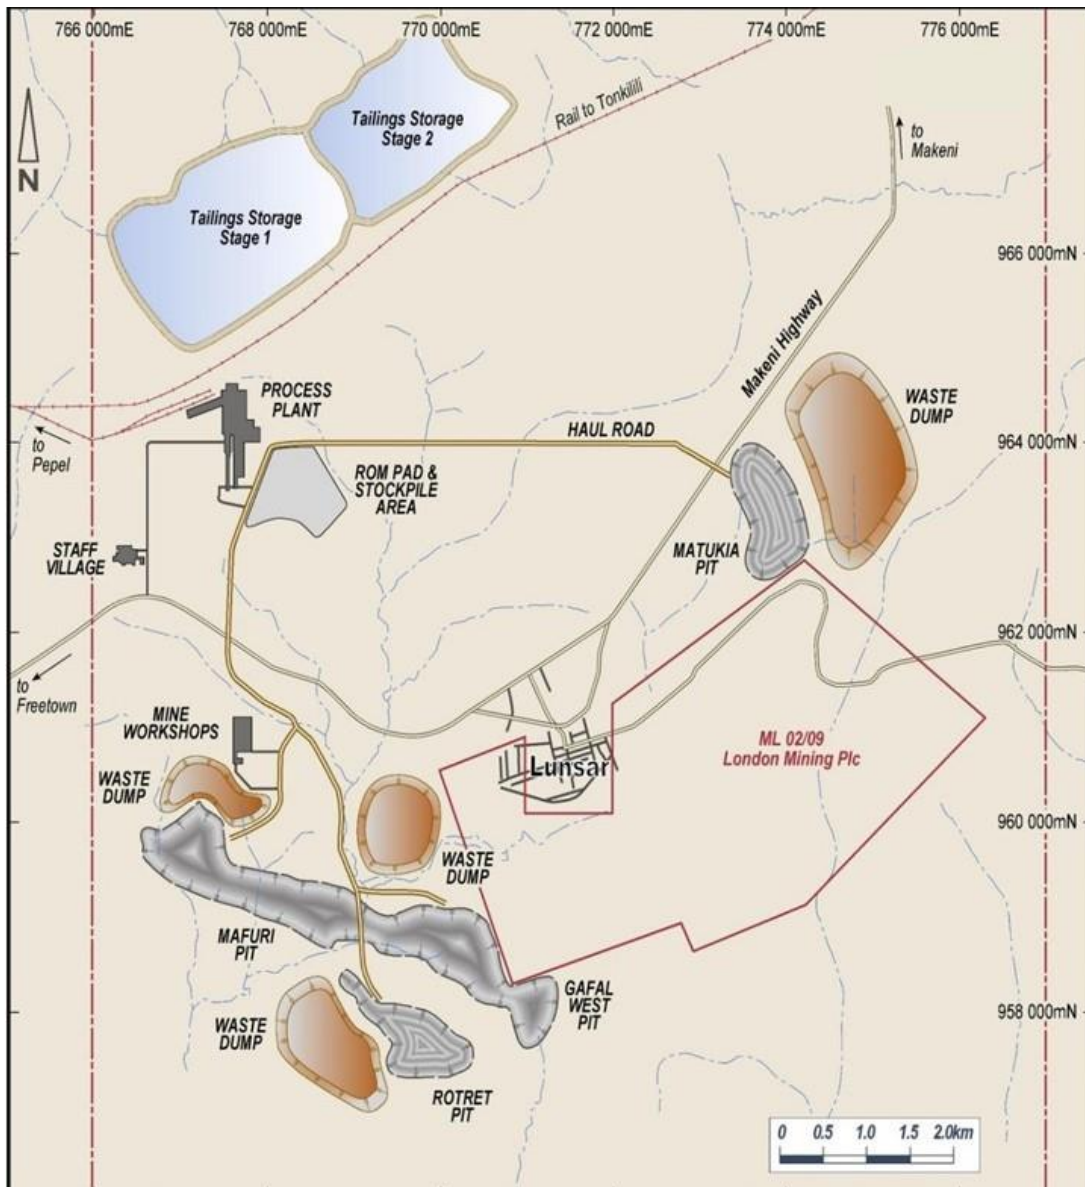 766 000mE
768 000mE
770 000mE
772 000mE
774 000mE
776 000mE
Tailings Storage
Stage 2
Rail to Tonkilili
to
Makeni
N
Tailings Storage
Stage 1
966 000mN
Makeni Highway
PROCESS
PLANT
WASTE
DUMP
to
Pepel
HAUL ROAD
964 000mN
ROM PAD &
STOCKPILE
AREA
STAFF
VILLAGE
MATUKIA
PIT
962 000mN
to
Freetown
MINE
WORKSHOPS
ML 02/09
London Mining Plc
Lunsar
WASTE
DUMP
960 000mN
WASTE
DUMP
MAFURI
PIT
GAFAL
WEST
PIT
958 000mN
WASTE
DUMP
ROTRET
PIT
0 0.5 1.0 1.5 2.0km